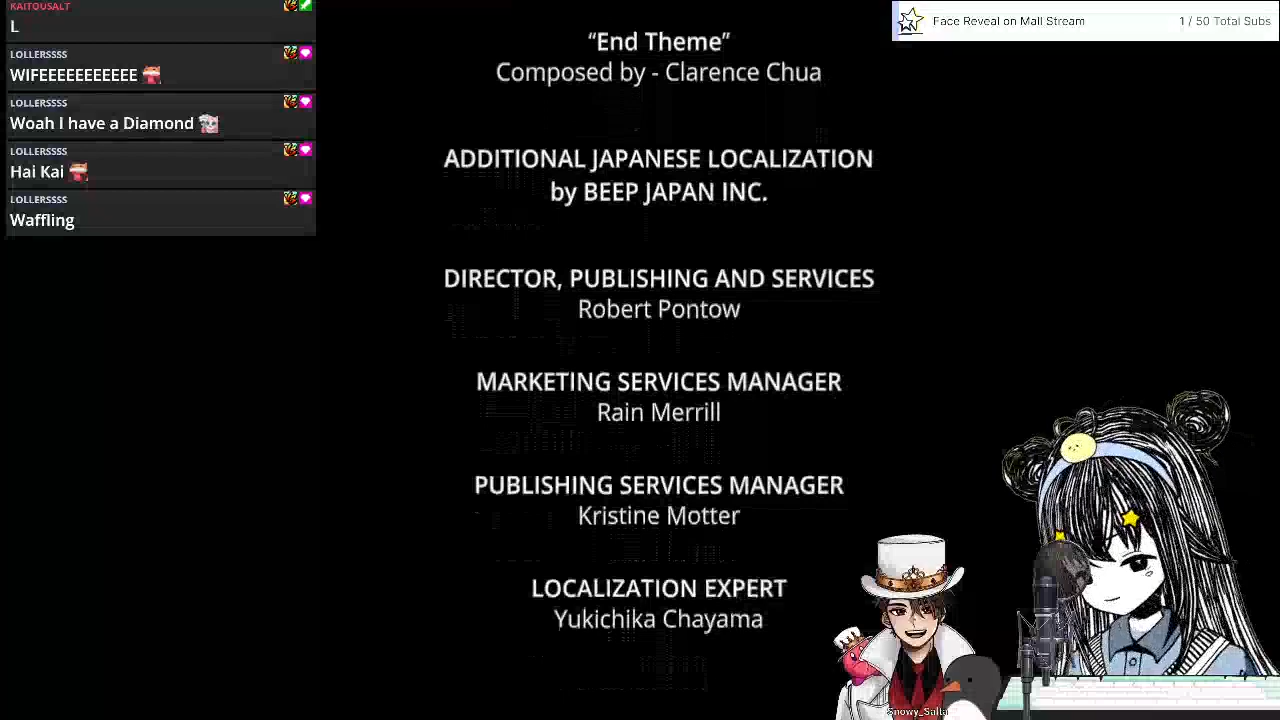 KAITOUSALT
L
LOLLERSSSS
WIFEEEEEEEEEEE
LOLLERSSSS
Woah I have a Diamond
LOLLERSSSS
Hai Kai
LOLLERSSSS
Waffling
Face Reveal on Mall Stream
1 / 50 Total Subs
“End Theme”
Composed by - Clarence Chua
ADDITIONAL JAPANESE LOCALIZATION
by BEEP JAPAN INC.
DIRECTOR, PUBLISHING AND SERVICES
Robert Pontow
MARKETING SERVICES MANAGER
Rain Merrill
PUBLISHING SERVICES MANAGER
Kristine Motter
LOCALIZATION EXPERT
Yukichika Chayama